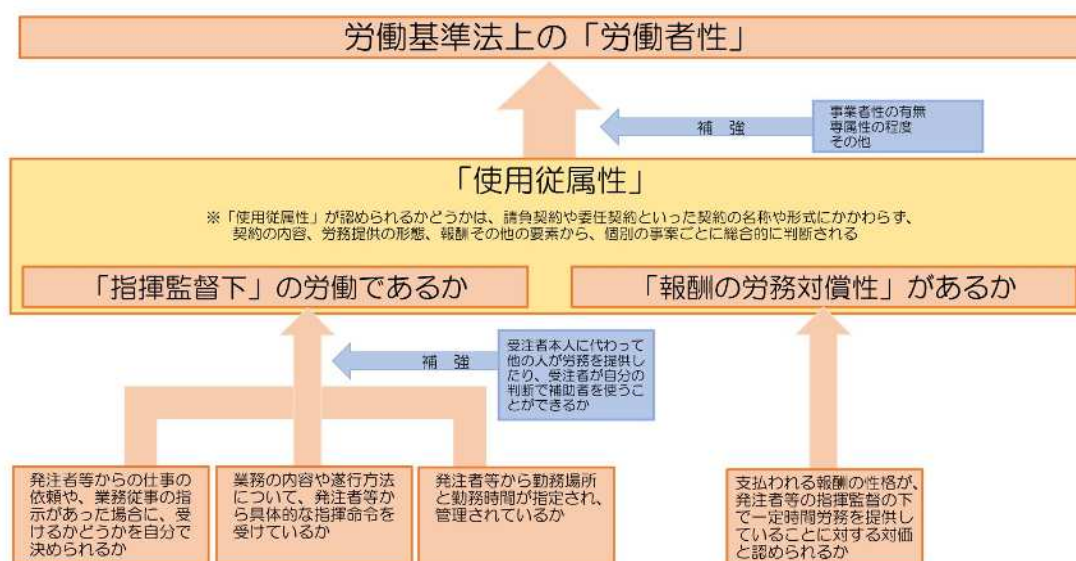 労働基準法上の「労働者性」
補 強
事業者性の有無
専属性の程度
その他
「使用従属性」
※「使用従属性」が認められるかどうかは、請負契約や委任契約といった契約の名称や形式にかかわらず、
契約の内容、労務提供の形態、報酬その他の要素から、個別の事案ごとに総合的に判断される
「指揮監督下」の労働であるか
「報酬の労務対償性」があるか
補 強
受注者本人に代わって
他の人が労務を提供し
たり、受注者が自分の
判断で補助者を使うこ
とができるか
発注者等からの仕事の
依頼や、業務従事の指
示があった場合に、受
けるかどうかを自分で
決められるか
業務の内容や遂行方法
について、発注者等か
ら具体的な指揮命令を
受けているか
発注者等から勤務場所
と勤務時間が指定され、
管理されているか
支払われる報酬の性格が、
発注者等の指揮監督の下
で一定時間労務を提供し
ていることに対する対価
と認められるか